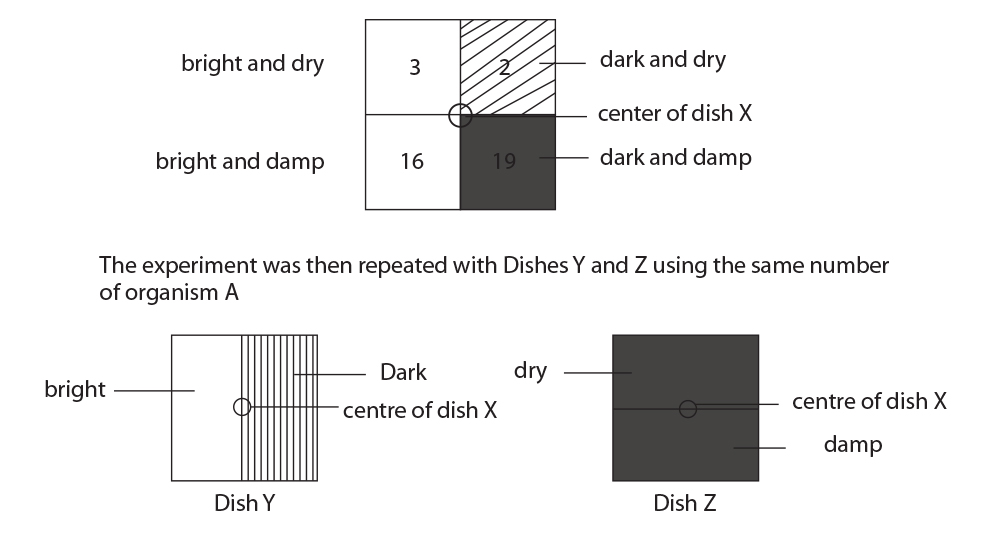 bright and dry
3
2
dark and dry
center of dish X
bright and damp
16
19
dark and damp
The experiment was then repeated with Dishes Y and Z using the same number
of organism A
bright
Dark
centre of dish X
Dish Y
dry
centre of dish X
damp
Dish Z